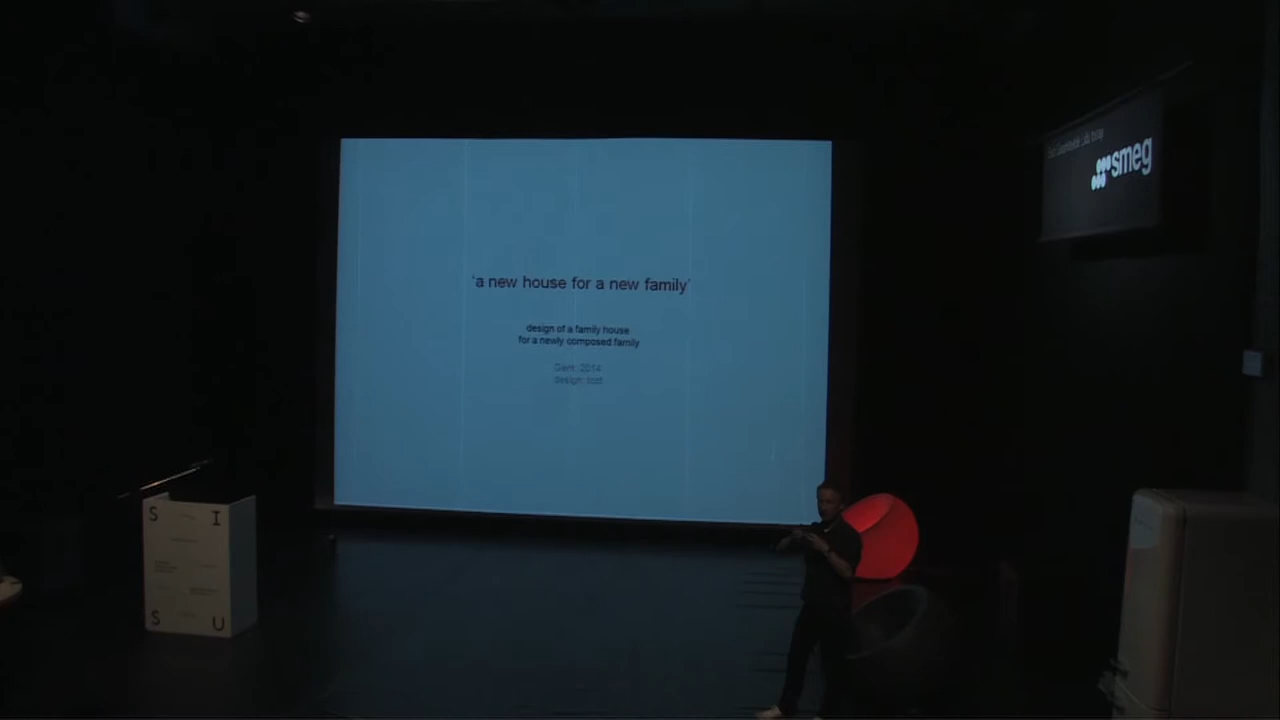 'a new house for a new family'
design of a family house
for a newly composed family
Gent, 2014
smeg
S I
S U